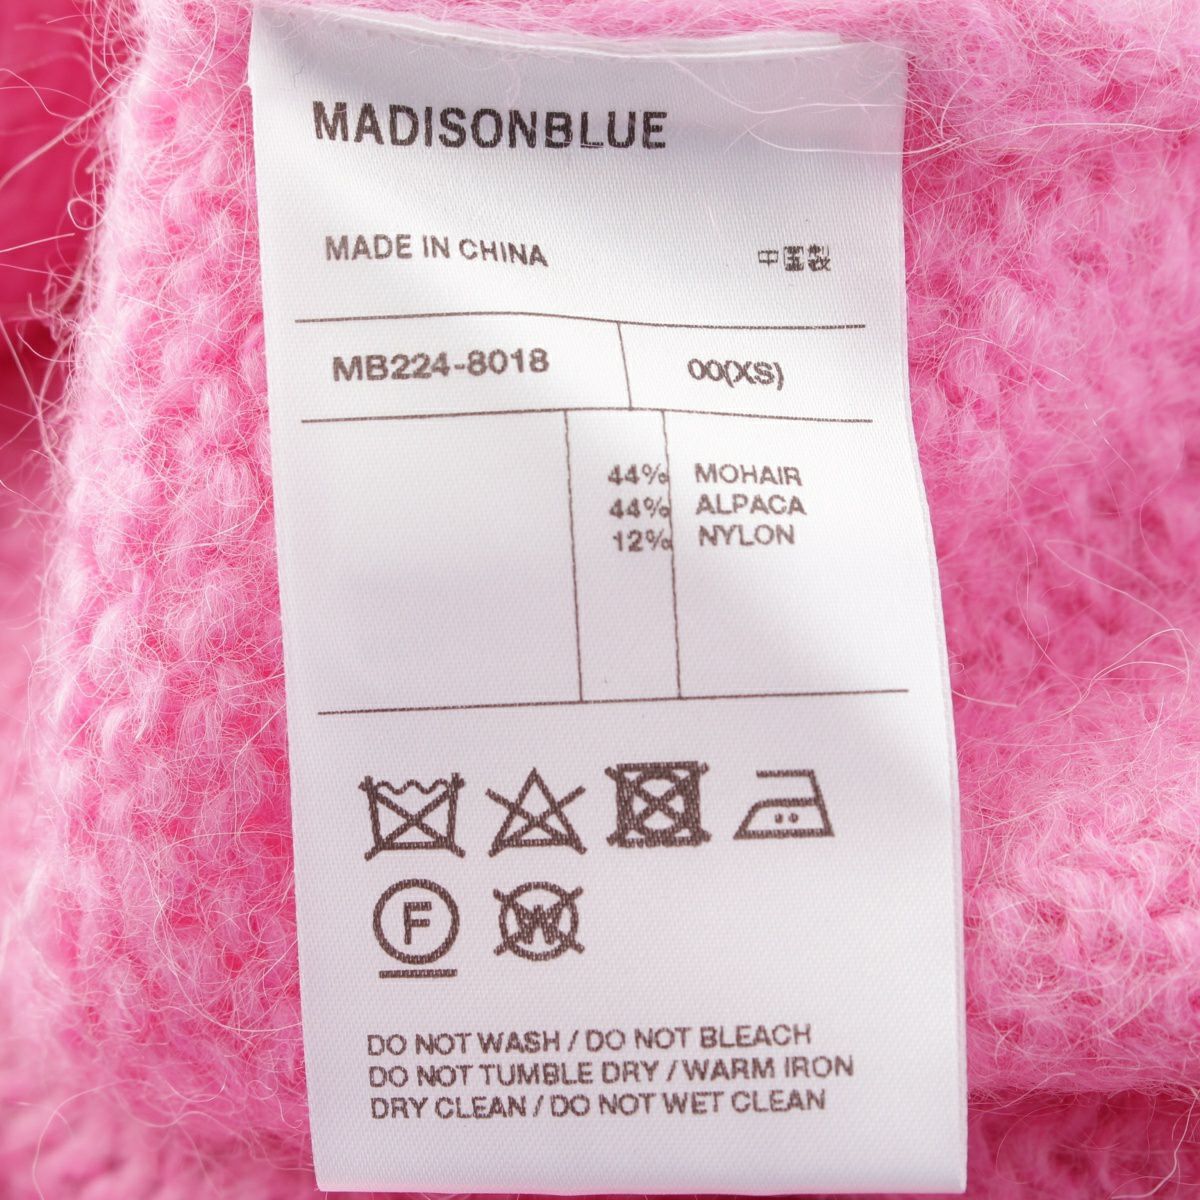 MADISONBLUE
MADE IN CHINA 中国製
MB224-8018 00(XS)
44% MOHAIR
44% ALPACA
12% NYLON
F W
DO NOT WASH / DO NOT BLEACH
DO NOT TUMBLE DRY / WARM IRON
DRY CLEAN / DO NOT WET CLEAN